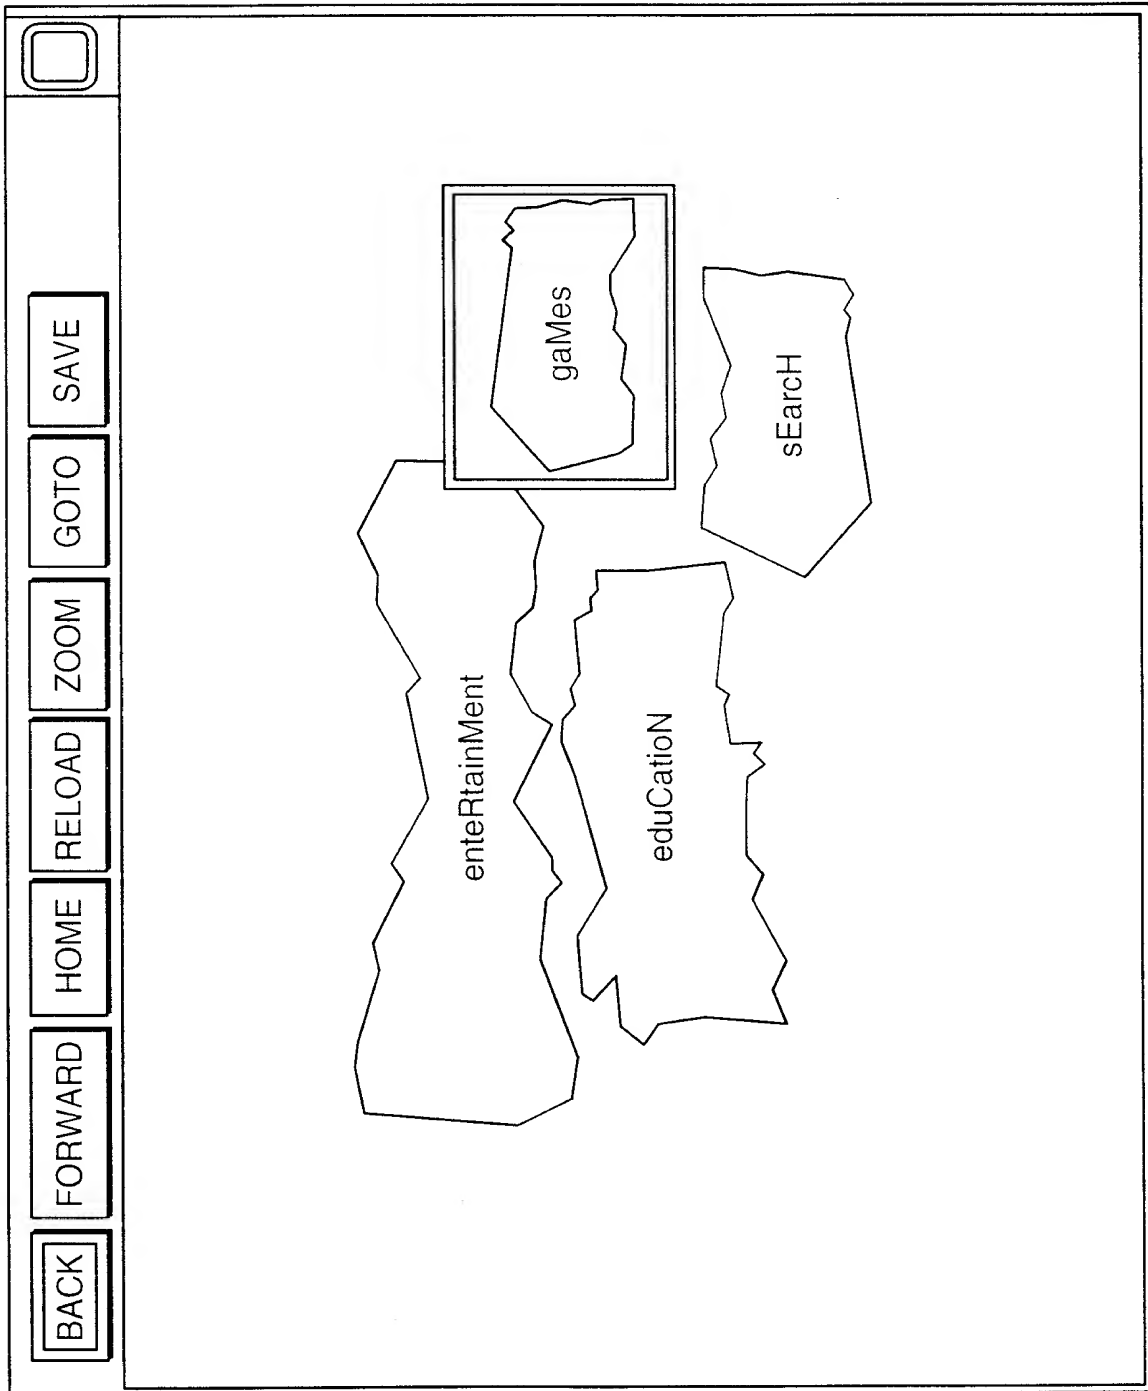 BACK FORWARD HOME RELOAD ZOOM GOTO SAVE
enteRtainMent
gaMes
eduCatioN
sEarcH